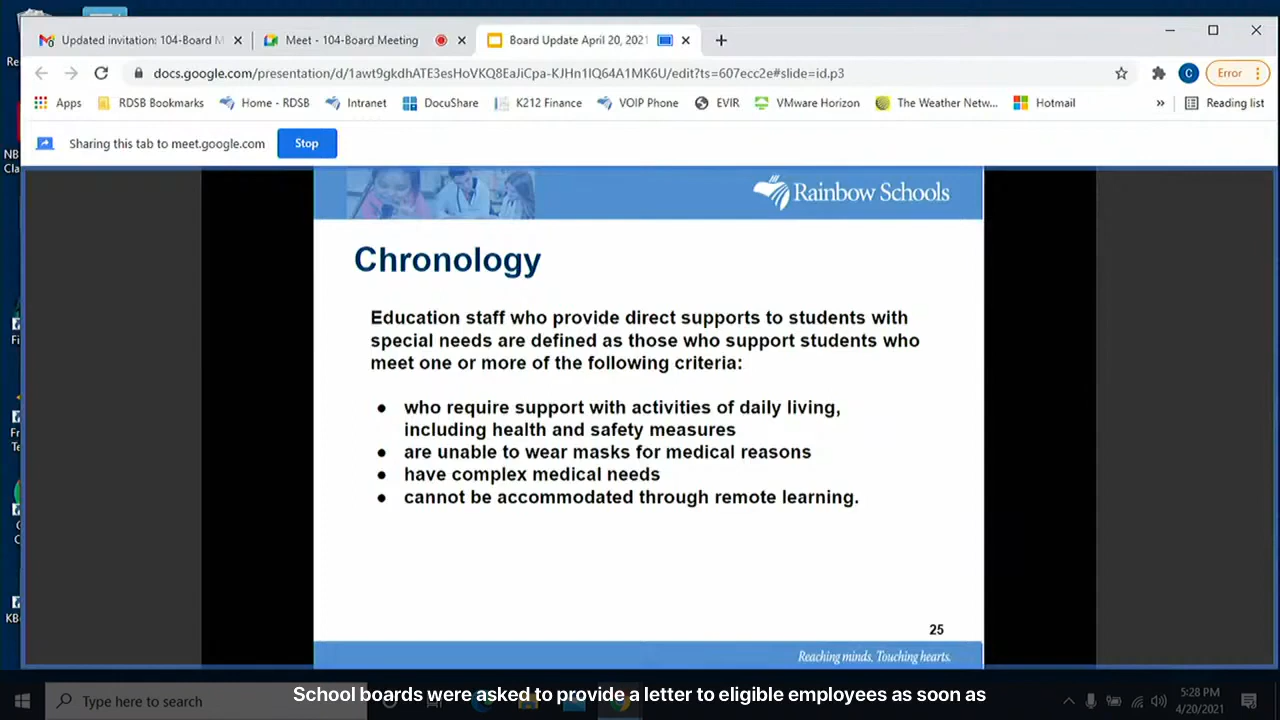 Updated invitation: 104-Board M
Meet - 104-Board Meeting
Board Update April 20, 2021
docs.google.com/presentation/d/1awt9gkdhATE3esHoVKQ8EaJiCpa-KJHn1IQ64A1MK6U/edit?ts=607ecc2e#slide=id.p3
C
Error
Apps
RDSB Bookmarks
Home - RDSB
Intranet
DocuShare
K212 Finance
VOIP Phone
EVIR
VMware Horizon
The Weather Netw...
Hotmail
»
Reading list
Sharing this tab to meet.google.com
Stop
Rainbow Schools
Chronology
Education staff who provide direct supports to students with
special needs are defined as those who support students who
meet one or more of the following criteria:
● who require support with activities of daily living,
including health and safety measures
● are unable to wear masks for medical reasons
● have complex medical needs
● cannot be accommodated through remote learning.
25
Reaching minds. Touching hearts.
School boards were asked to provide a letter to eligible employees as soon as
Type here to search
5:28 PM
4/20/2021